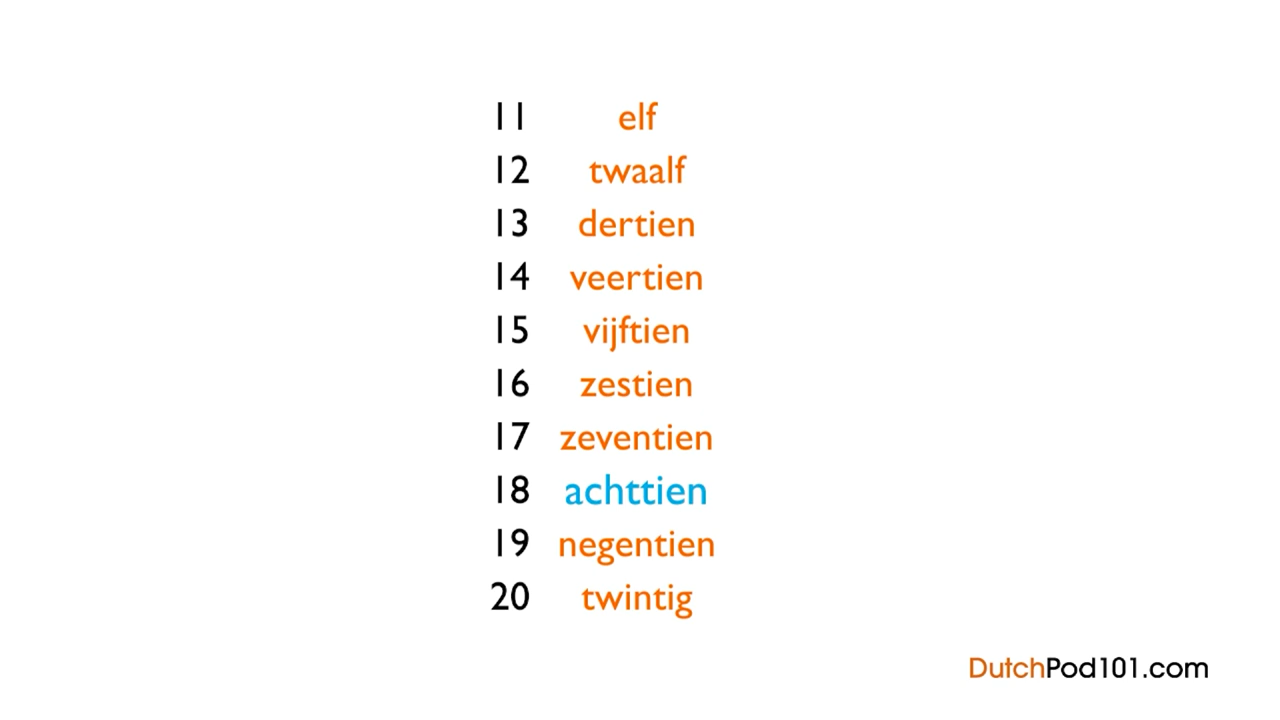 11 elf
12 twaalf
13 dertien
14 veertien
15 vijftien
16 zestien
17 zeventien
18 achttien
19 negentien
20 twintig
DutchPod101.com